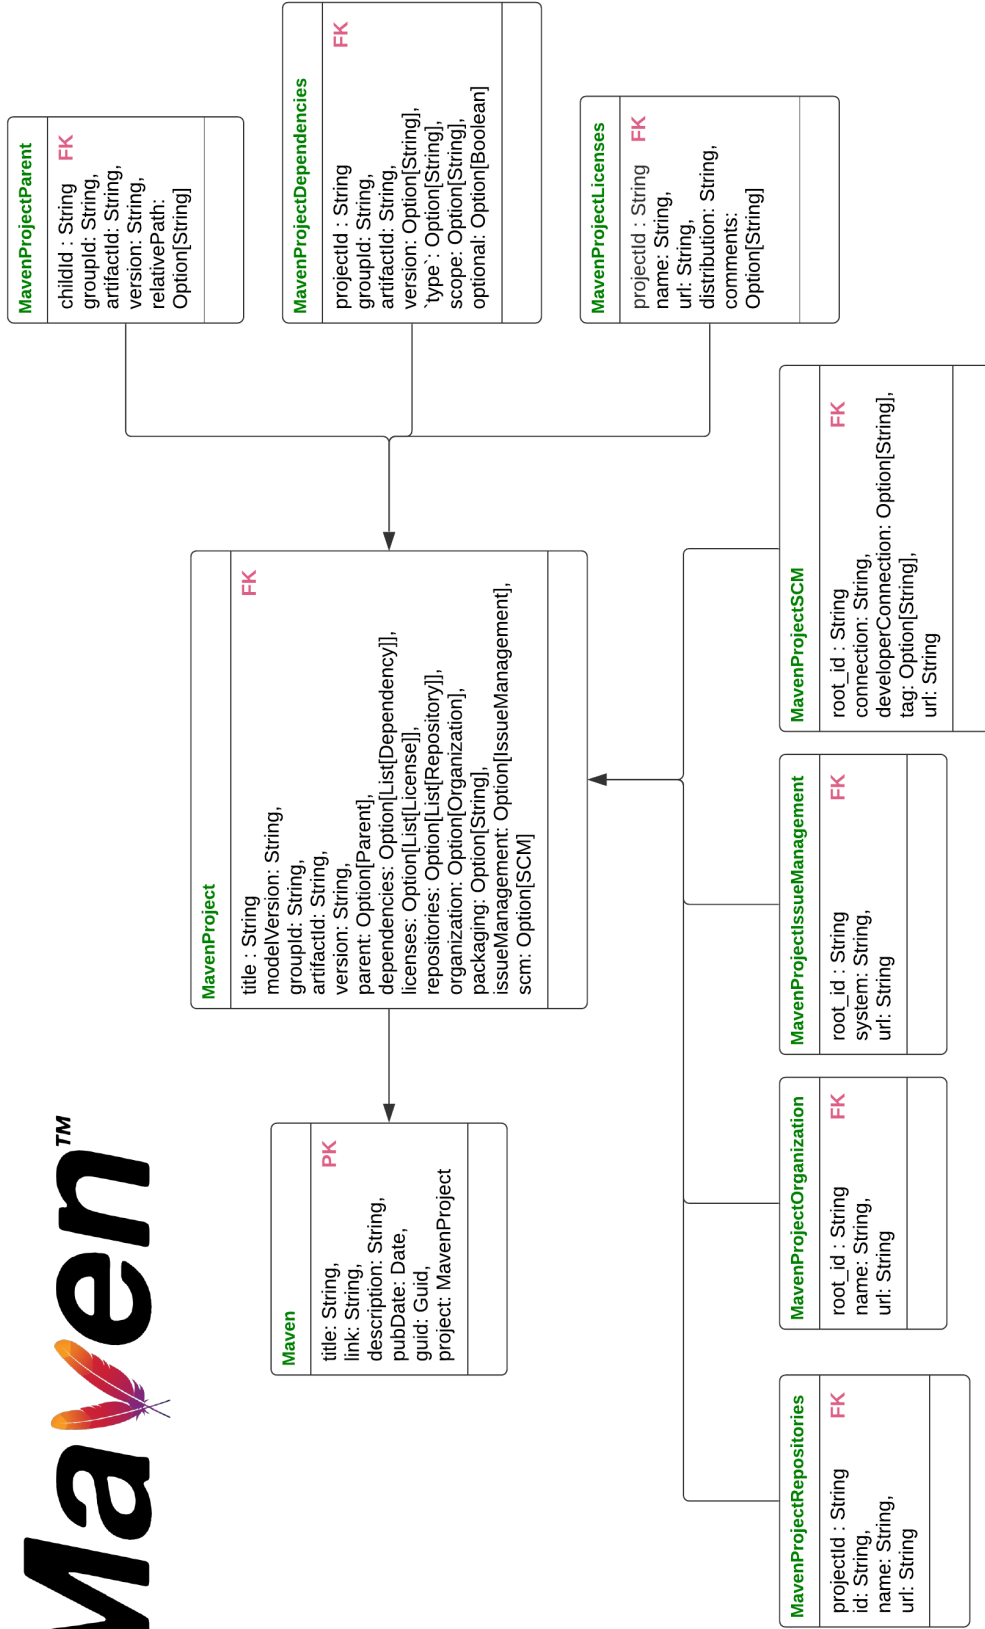 Maven™
Maven
title: String, PK
link: String,
description: String,
pubDate: Date,
guid: Guid,
project: MavenProject
MavenProject
title : String FK
modelVersion: String,
groupId: String,
artifactId: String,
version: String,
parent: Option[Parent],
dependencies: Option[List[Dependency]],
licenses: Option[List[License]],
repositories: Option[List[Repository]],
organization: Option[Organization],
packaging: Option[String],
issueManagement: Option[IssueManagement],
scm: Option[SCM]
MavenProjectParent
childId : String FK
groupId: String,
artifactId: String,
version: String,
relativePath:
Option[String]
MavenProjectDependencies
projectId : String FK
groupId: String,
artifactId: String,
version: Option[String],
`type`: Option[String],
scope: Option[String],
optional: Option[Boolean]
MavenProjectLicenses
projectId : String FK
name: String,
url: String,
distribution: String,
comments:
Option[String]
MavenProjectRepositories
projectId : String FK
id: String,
name: String,
url: String
MavenProjectOrganization
root_id : String FK
name: String,
url: String
MavenProjectIssueManagement
root_id : String FK
system: String,
url: String
MavenProjectSCM
root_id : String FK
connection: String,
developerConnection: Option[String],
tag: Option[String],
url: String